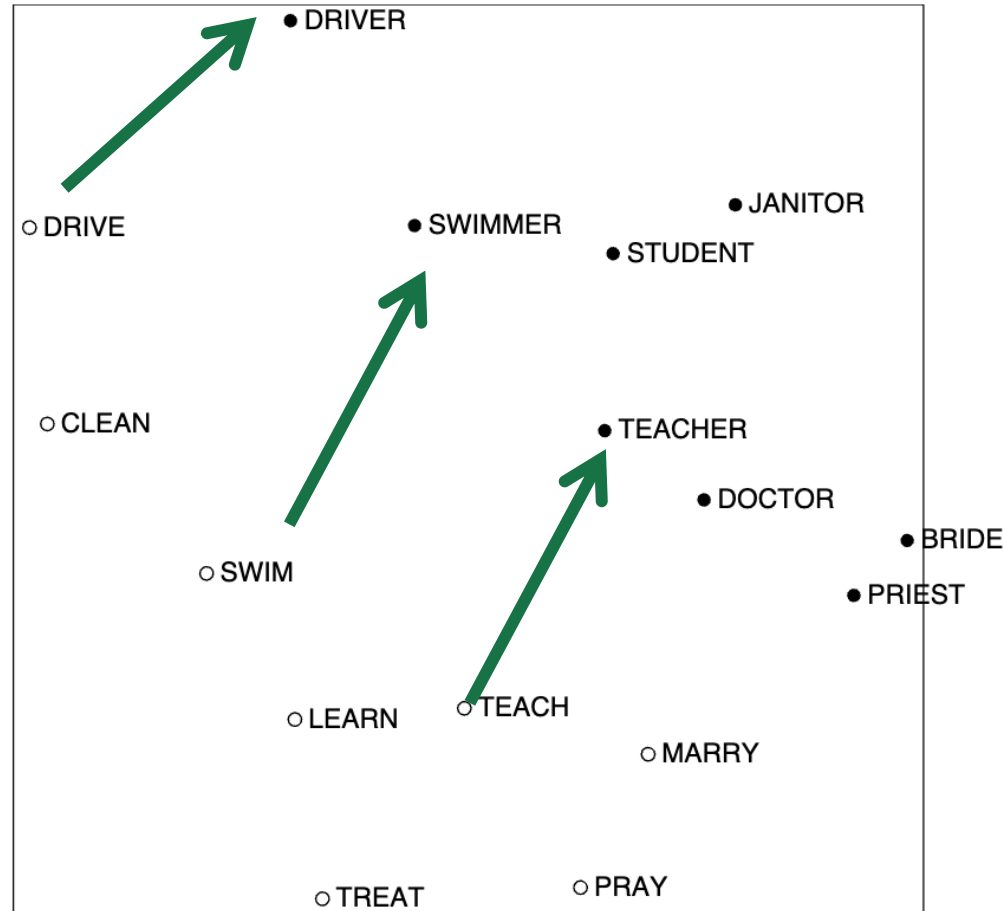 DRIVER
JANITOR
DRIVE
SWIMMER
STUDENT
CLEAN
TEACHER
DOCTOR
BRIDE
SWIM
PRIEST
LEARN
TEACH
MARRY
TREAT
PRAY